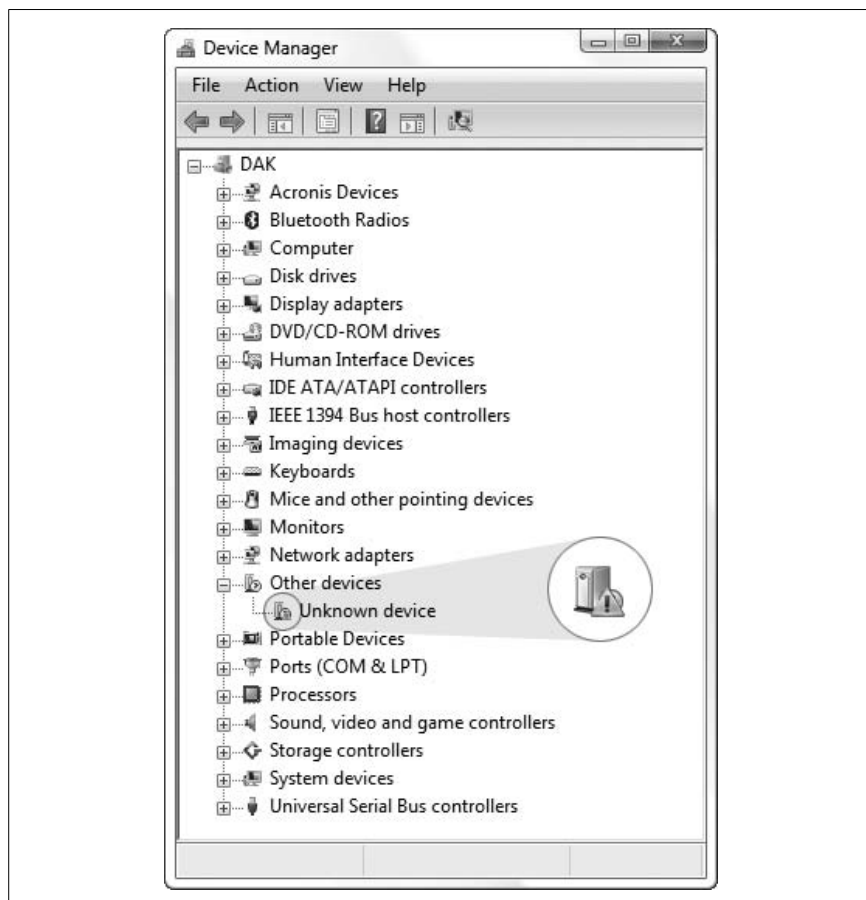 Device Manager
File Action View Help
DAK
Acronis Devices
Bluetooth Radios
Computer
Disk drives
Display adapters
DVD/CD-ROM drives
Human Interface Devices
IDE ATA/ATAPI controllers
IEEE 1394 Bus host controllers
Imaging devices
Keyboards
Mice and other pointing devices
Monitors
Network adapters
Other devices
Unknown device
Portable Devices
Ports (COM & LPT)
Processors
Sound, video and game controllers
Storage controllers
System devices
Universal Serial Bus controllers